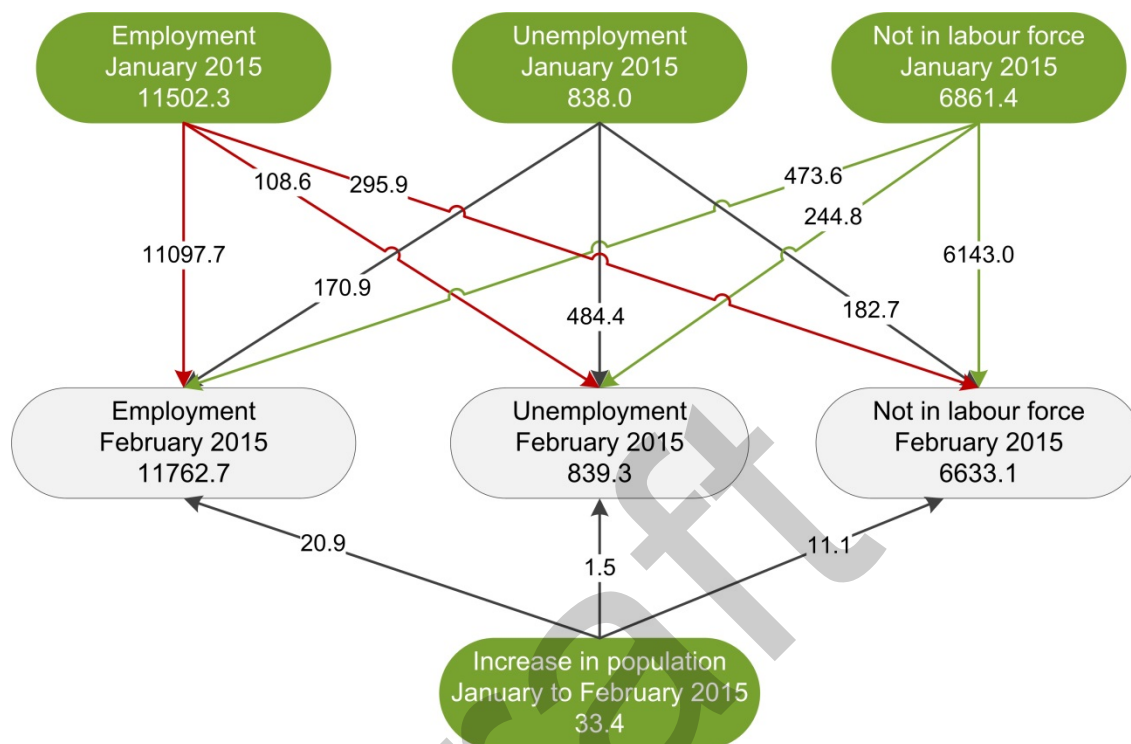 Employment
January 2015
11502.3
Unemployment
January 2015
838.0
Not in labour force
January 2015
6861.4
108.6
295.9
473.6
244.8
11097.7
6143.0
170.9
484.4
182.7
Employment
February 2015
11762.7
Unemployment
February 2015
839.3
Not in labour force
February 2015
6633.1
20.9
1.5
11.1
Increase in population
January to February 2015
33.4